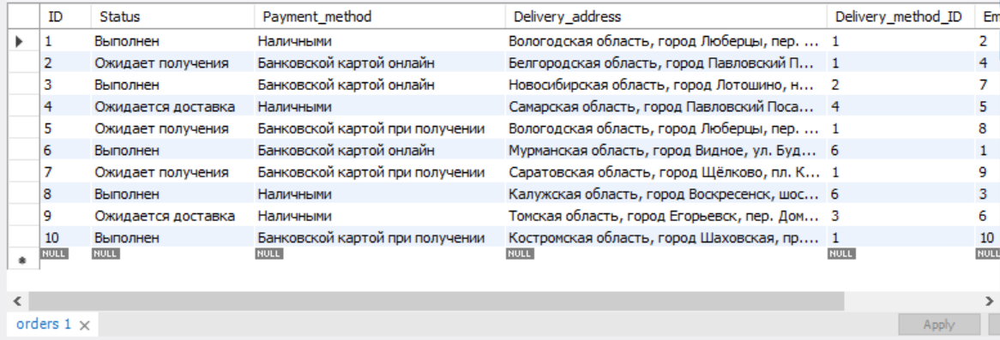 ID Status Payment_method Delivery_address Delivery_method_ID Em
1 Выполнен Наличными Вологодская область, город Люберцы, пер. ... 1 2
2 Ожидает получения Банковской картой онлайн Белгородская область, город Павловский П... 1 4
3 Выполнен Банковской картой онлайн Новосибирская область, город Лотошино, н... 2 7
4 Ожидается доставка Наличными Самарская область, город Павловский Поса... 4 5
5 Ожидает получения Банковской картой при получении Вологодская область, город Люберцы, пер. ... 1 8
6 Выполнен Банковской картой онлайн Мурманская область, город Видное, ул. Буд... 6 1
7 Ожидает получения Банковской картой при получении Саратовская область, город Щёлково, пл. К... 1 9
8 Выполнен Наличными Калужская область, город Воскресенск, шос... 6 3
9 Ожидается доставка Наличными Томская область, город Егорьевск, пер. Дом... 3 6
10 Выполнен Банковской картой при получении Костромская область, город Шаховская, пр.... 1 10
NULL NULL NULL NULL NULL NULL
orders 1 Apply